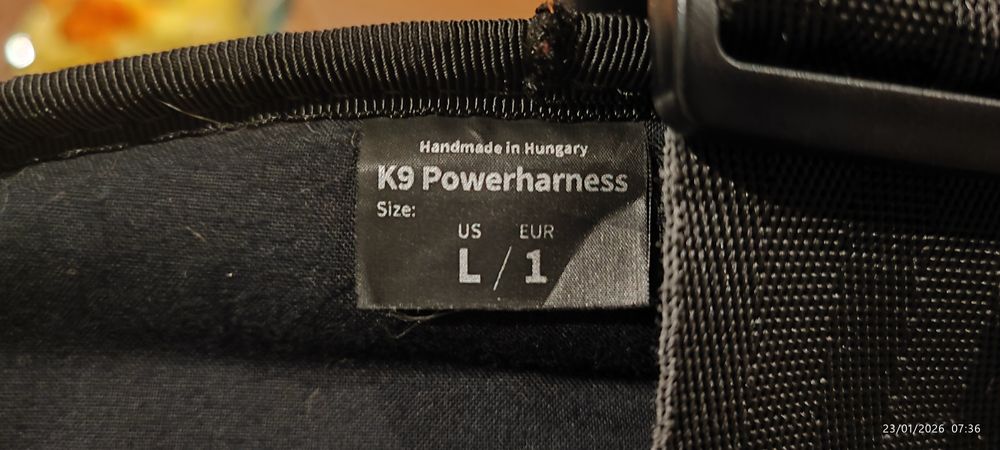 Handmade in Hungary
K9 Powerharness
Size:
US EUR
L / 1
23/01/2026 07:36